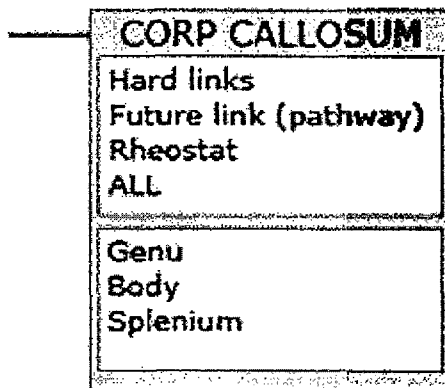 CORP CALLOSUM
Hard links
Future link (pathway)
Rheostat
ALL
Genu
Body
Splenium